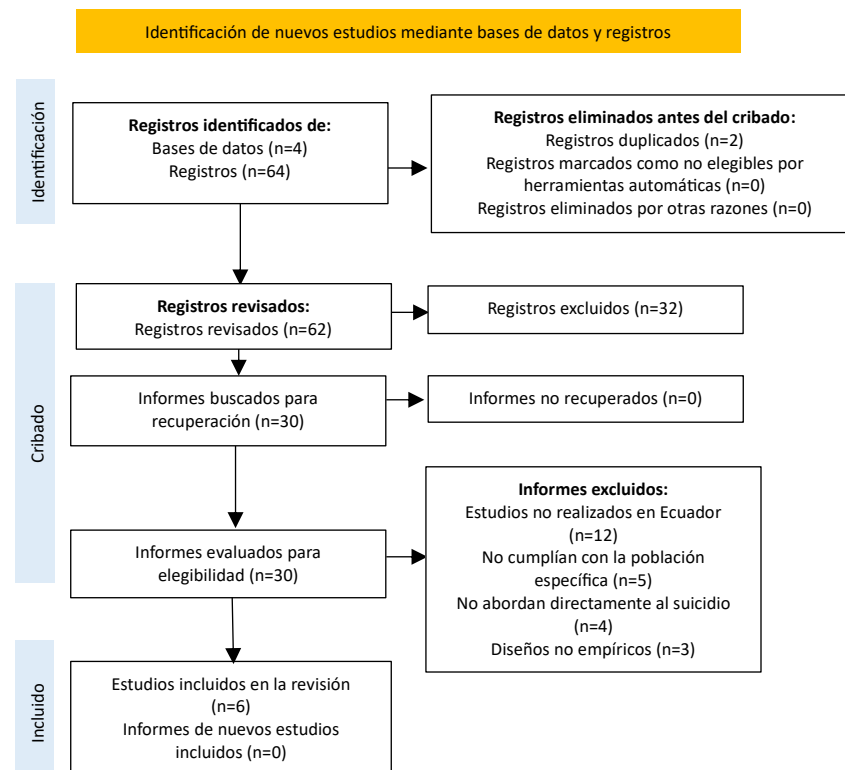 Identificación de nuevos estudios mediante bases de datos y registros
Identificación
Registros identificados de:
Bases de datos (n=4)
Registros (n=64)
Registros eliminados antes del cribado:
Registros duplicados (n=2)
Registros marcados como no elegibles por
herramientas automáticas (n=0)
Registros eliminados por otras razones (n=0)
Cribado
Registros revisados:
Registros revisados (n=62)
Registros excluidos (n=32)
Informes buscados para
recuperación (n=30)
Informes no recuperados (n=0)
Informes evaluados para
elegibilidad (n=30)
Informes excluidos:
Estudios no realizados en Ecuador
(n=12)
No cumplían con la población
específica (n=5)
No abordan directamente al suicidio
(n=4)
Diseños no empíricos (n=3)
Incluido
Estudios incluidos en la revisión
(n=6)
Informes de nuevos estudios
incluidos (n=0)